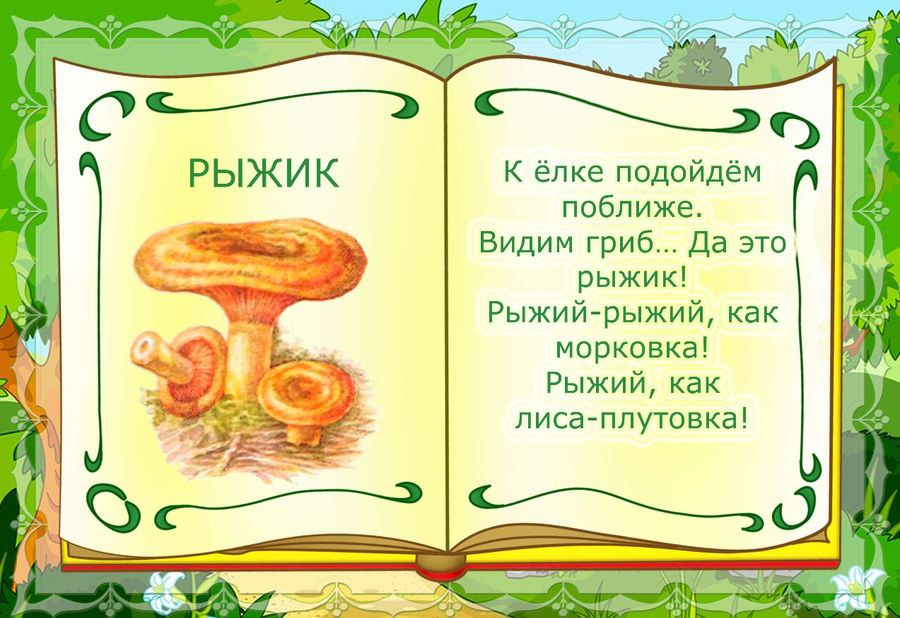 РЫЖИК
К ёлке подойдём
поближе.
Видим гриб... Да это
рыжик!
Рыжий-рыжий, как
морковка!
Рыжий, как
лиса-плутовка!